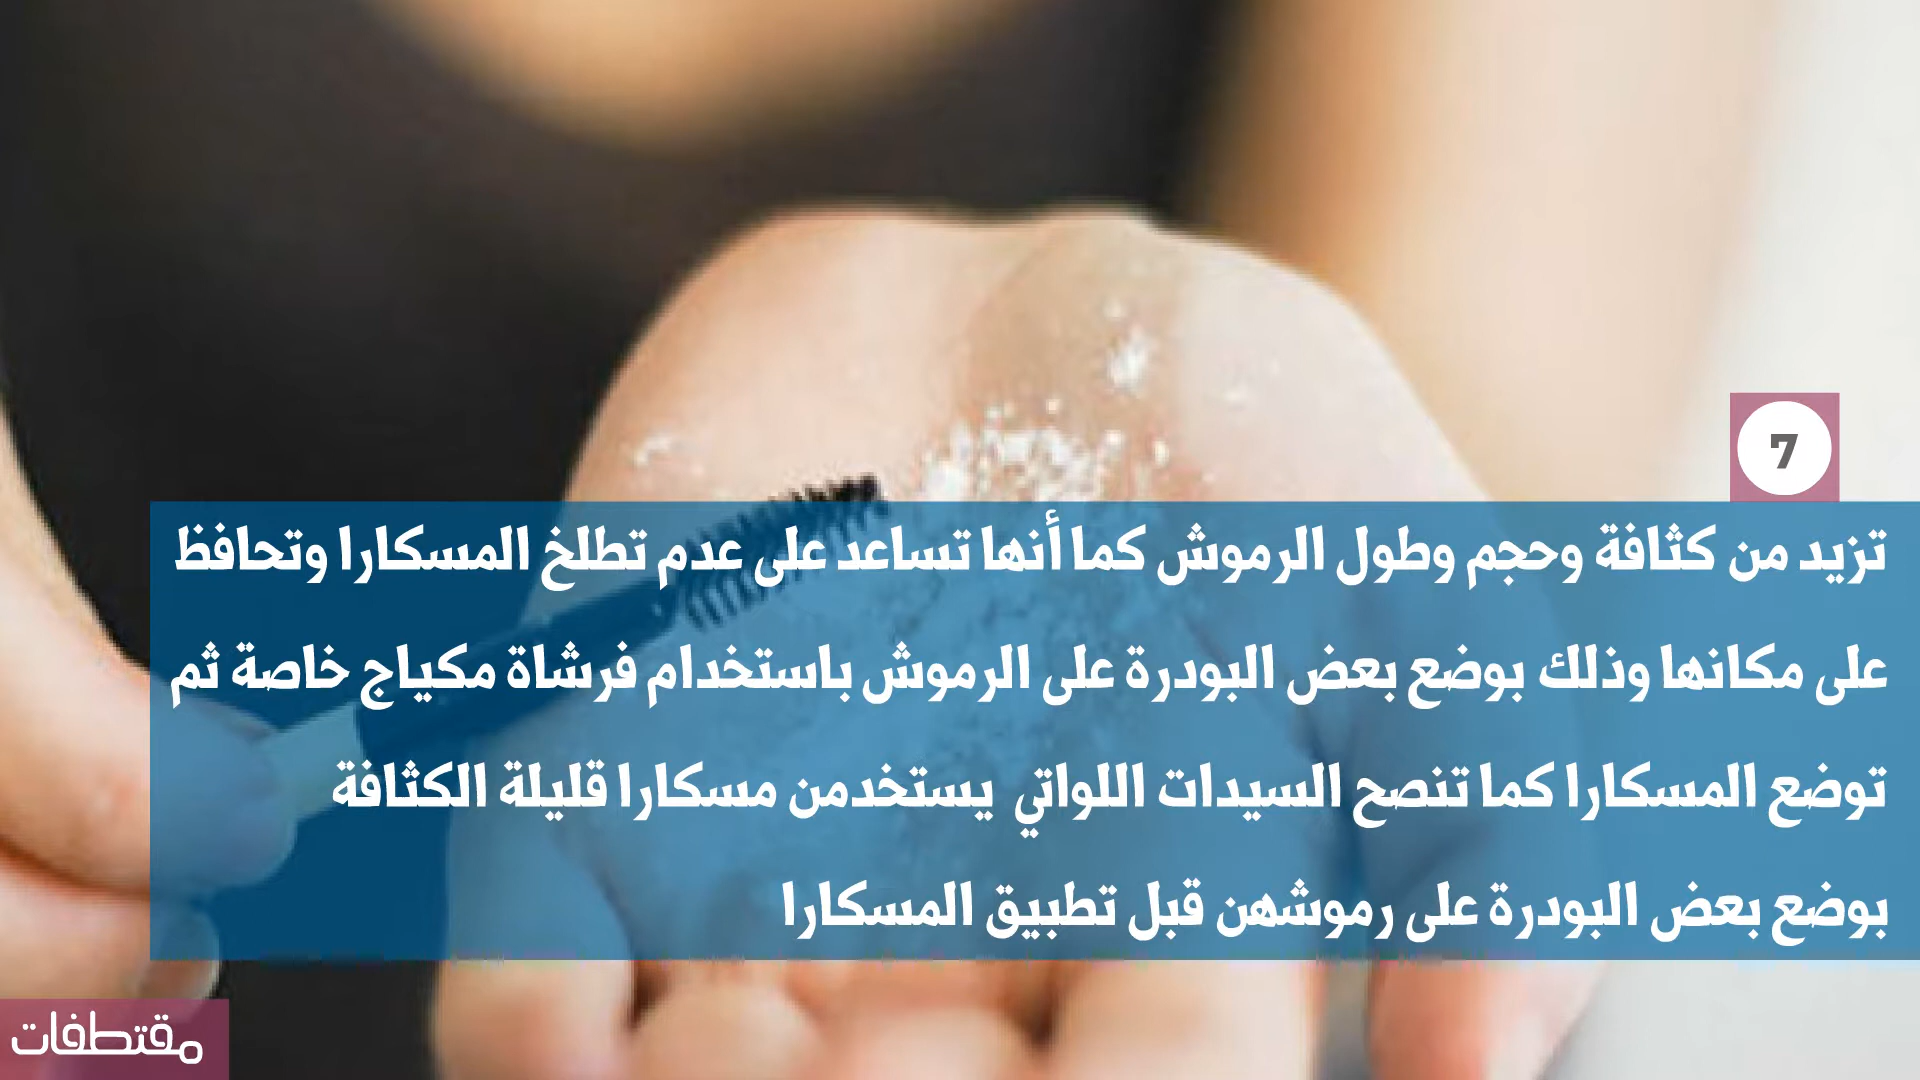 7
تزيد من كثافة وحجم وطول الرموش كما أنها تساعد على عدم تطلخ المسكارا وتحافظ
على مكانها وذلك بوضع بعض البودرة على الرموش باستخدام فرشاة مكياج خاصة ثم
توضع المسكارا كما تنصح السيدات اللواتي يستخدمن مسكارا قليلة الكثافة
بوضع بعض البودرة على رموشهن قبل تطبيق المسكارا
مقتطفات